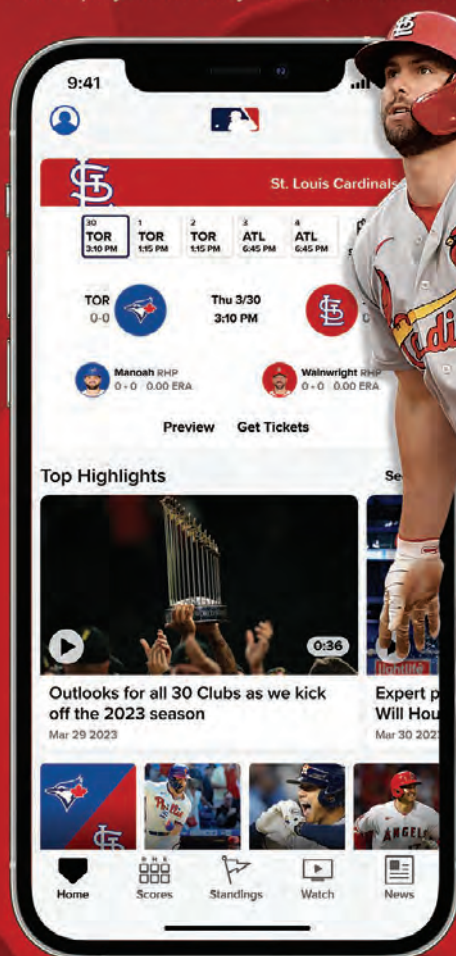 9:41
St. Louis Cardinals
30 1 2 3 4
TOR TOR TOR ATL ATL
3:10 PM 1:15 PM 1:15 PM 6:45 PM 6:45 PM
TOR Thu 3/30
0-0 3:10 PM
Manoah RHP Wainwright RHP
0-0 0.00 ERA 0-0 0.00 ERA
Preview Get Tickets
Top Highlights
0:36
Outlooks for all 30 Clubs as we kick
off the 2023 season
Mar 29 2023
Expert p
Will Hou
Mar 30 202
Phillies
ANGELS
Home Scores Standings Watch News